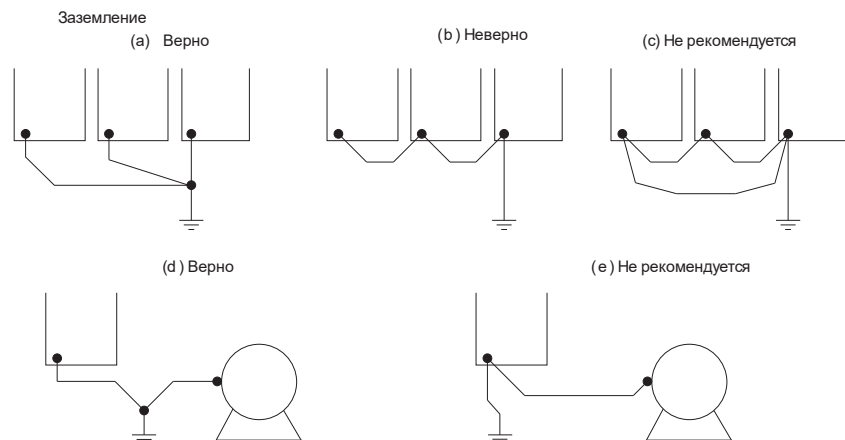 Заземление
(a) Верно
(b) Неверно
(c) Не рекомендуется
(d) Верно
(e) Не рекомендуется